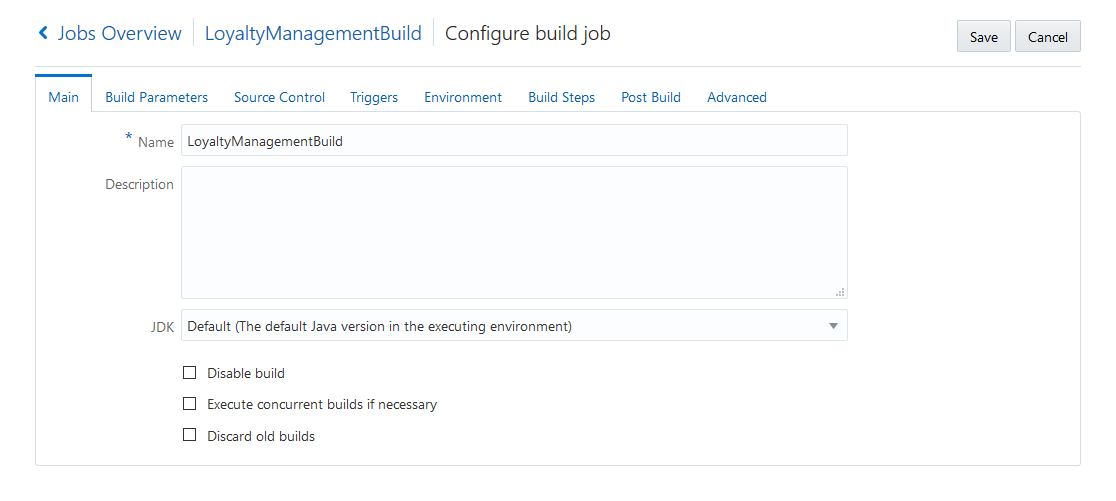 Jobs Overview LoyaltyManagementBuild Configure build job Save Cancel
Main Build Parameters Source Control Triggers Environment Build Steps Post Build Advanced
* Name LoyaltyManagementBuild
Description
JDK Default (The default Java version in the executing environment)
Disable build
Execute concurrent builds if necessary
Discard old builds